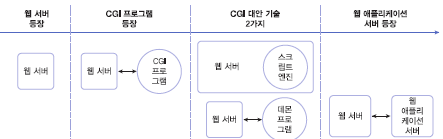 웹 서버
등장
CGI 프로그램
등장
CGI 대안 기술
2가지
웹 애플리케이션
서버 등장
웹 서버
웹 서버
CGI
프로
그램
웹 서버
스크
립트
엔진
웹 서버
데몬
프로
그램
웹 서버
웹
애플리
케이션
서버